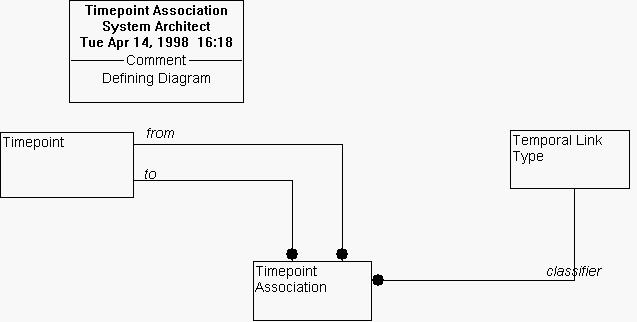 Timepoint Association
System Architect
Tue Apr 14, 1998  16:18
Comment
Defining Diagram
from
Timepoint
to
Temporal Link
Type
classifier
Timepoint
Association